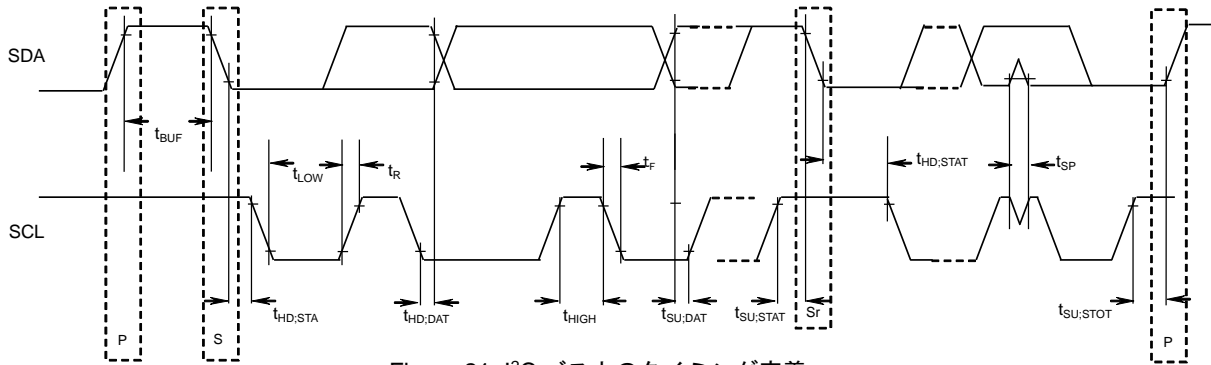 SDA
t_BUF
t_LOW
t_R
t_F
t_HD;STAT
t_SP
SCL
t_HD;STA
t_HD;DAT
t_HIGH
t_SU;DAT
t_SU;STAT
Sr
t_SU;STOT
P
S
P